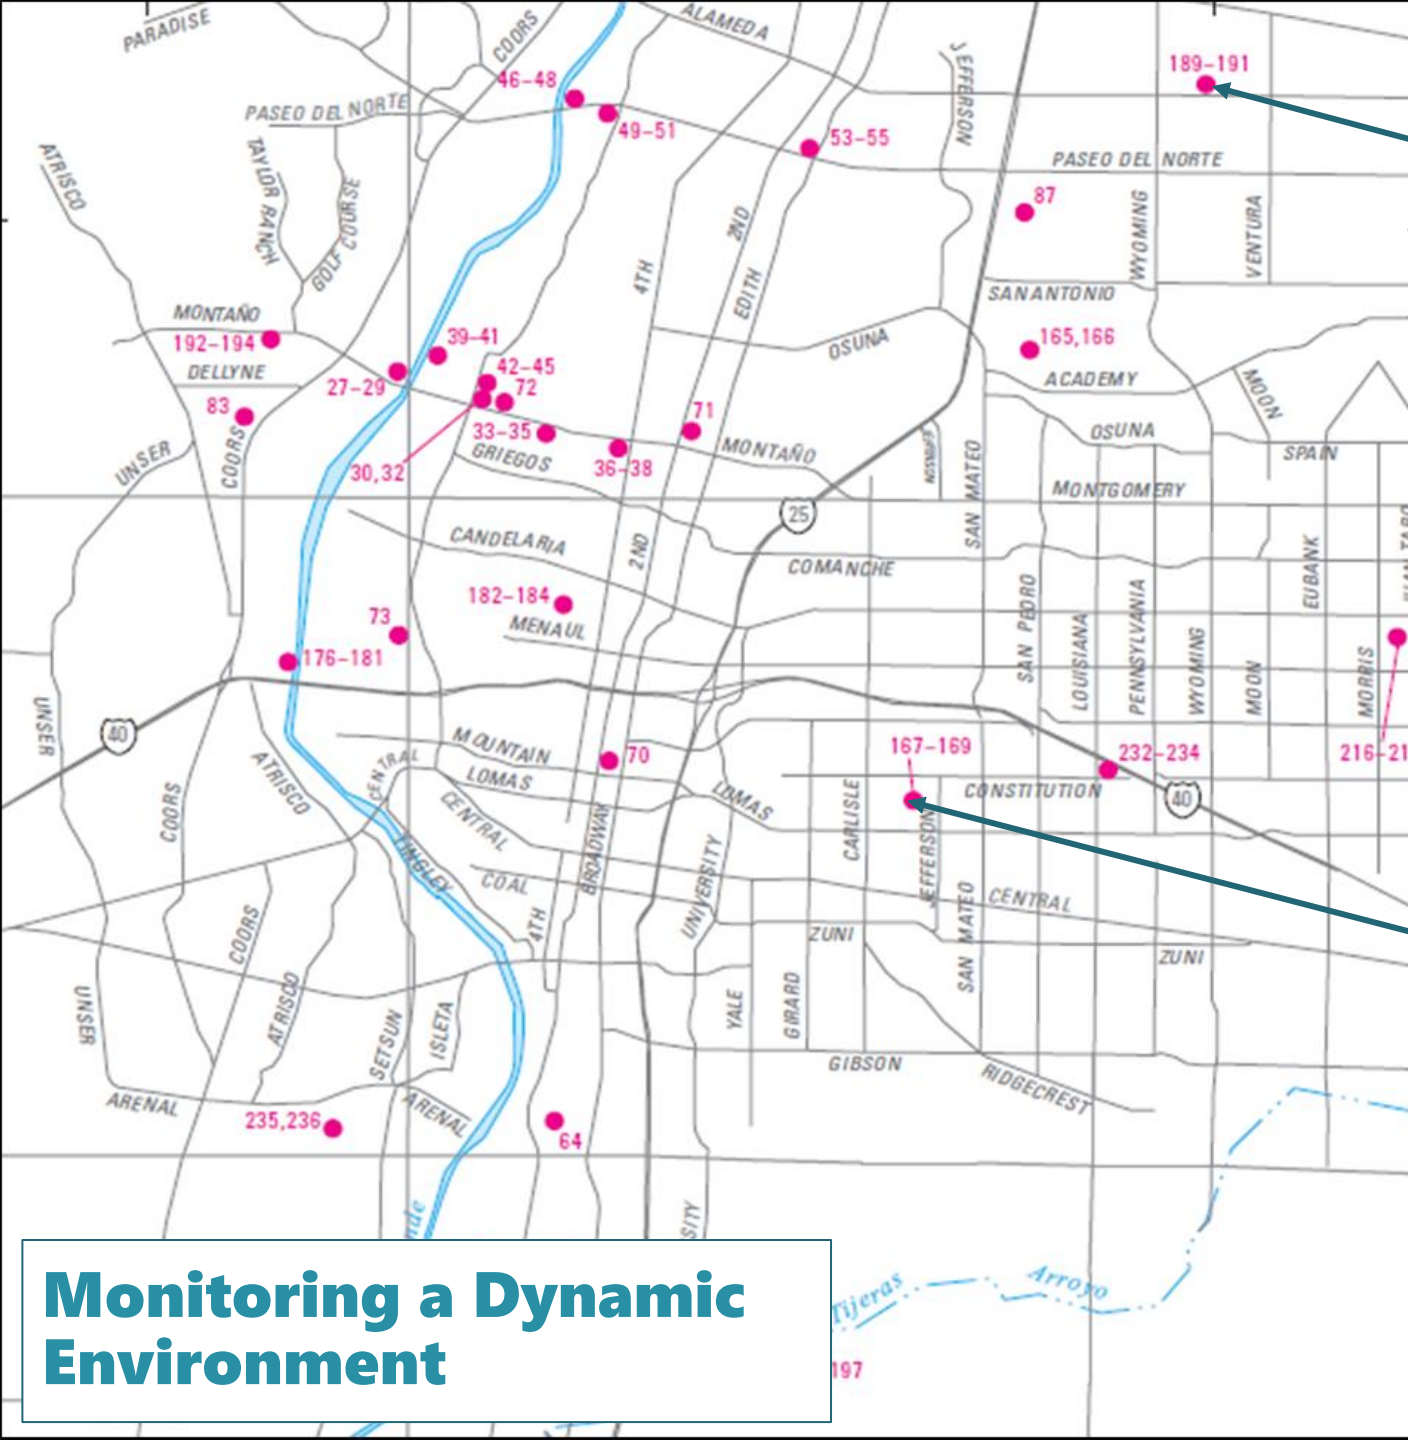 PARADISE
COORS
ALAMEDA
JEFFERSON
189–191
46–48
PASEO DEL NORTE
49–51
53–55
PASEO DEL NORTE
ATRISCO
TAYLOR RANCH
GOLF COURSE
87
2ND
WYOMING
VENTURA
4TH
EDITH
SAN ANTONIO
MONTAÑO
192–194
39–41
OSUNA
165,166
DELLYNE
27–29
42–45
72
ACADEMY
MOON
83
71
33–35
COORS
UNSER
GRIEGOS
36–38
MONTAÑO
JEFFERSON
OSUNA
SPAIN
30,32
SAN MATEO
MONTGOMERY
25
CANDELARIA
2ND
COMANCHE
EUBANK
182–184
MENAUL
73
176–181
SAN PEDRO
LOUISIANA
PENNSYLVANIA
WYOMING
MOON
MORRIS
UNSER
40
MOUNTAIN
70
167–169
232–234
216–21
CENTRAL
ATRISCO
LOMAS
LOMAS
CONSTITUTION
40
COORS
CENTRAL
CARLISLE
JEFFERSON
TINGLEY
BROADWAY
UNIVERSITY
COAL
CENTRAL
COORS
4TH
ZUNI
SAN MATEO
ZUNI
UNSER
ATRISCO
SETSUN
ISLETA
YALE
GIRARD
GIBSON
RIDGECREST
ARENAL
ARENAL
235,236
64
nde
SITY
Monitoring a Dynamic
Environment
Tijeras
Arroyo
197